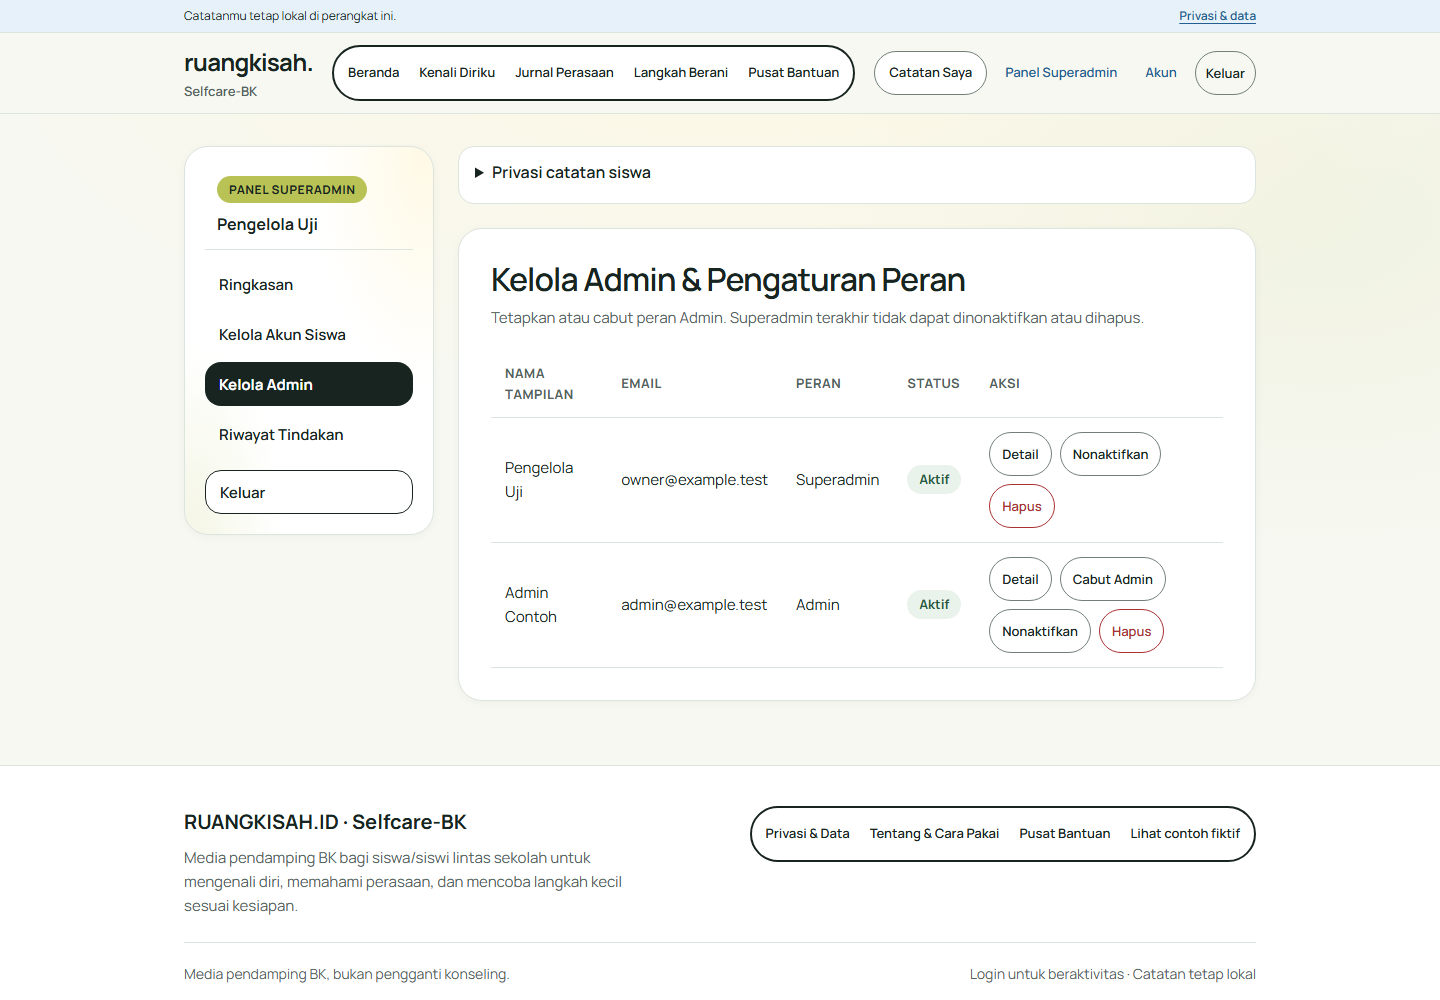 Catatanmu tetap lokal di perangkat ini.
Privasi & data
ruangkisah.
Selfcare-BK
Beranda
Kenali Diriku
Jurnal Perasaan
Langkah Berani
Pusat Bantuan
Catatan Saya
Panel Superadmin
Akun
Keluar
PANEL SUPERADMIN
Pengelola Uji
Ringkasan
Kelola Akun Siswa
Kelola Admin
Riwayat Tindakan
Keluar
Privasi catatan siswa
Kelola Admin & Pengaturan Peran
Tetapkan atau cabut peran Admin. Superadmin terakhir tidak dapat dinonaktifkan atau dihapus.
NAMA
TAMPILAN
EMAIL
PERAN
STATUS
AKSI
Pengelola
Uji
owner@example.test
Superadmin
Aktif
Detail
Nonaktifkan
Hapus
Admin
Contoh
admin@example.test
Admin
Aktif
Detail
Cabut Admin
Nonaktifkan
Hapus
RUANGKISAH.ID · Selfcare-BK
Media pendamping BK bagi siswa/siswi lintas sekolah untuk
mengenali diri, memahami perasaan, dan mencoba langkah kecil
sesuai kesiapan.
Privasi & Data
Tentang & Cara Pakai
Pusat Bantuan
Lihat contoh fiktif
Media pendamping BK, bukan pengganti konseling.
Login untuk beraktivitas · Catatan tetap lokal